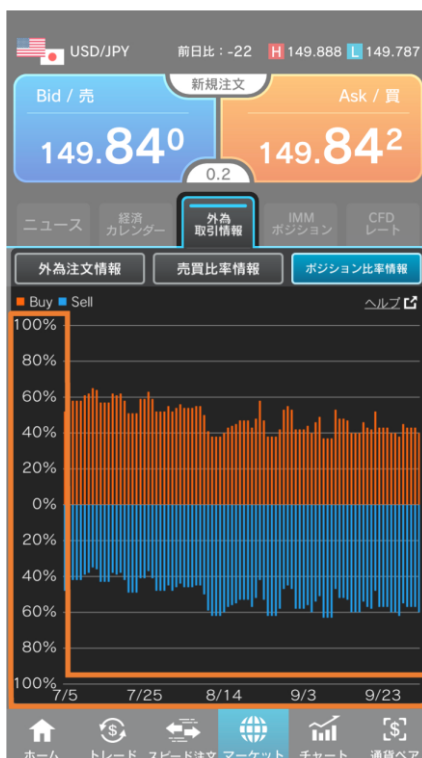 USD/JPY 前日比：-22 H 149.888 L 149.787
新規注文
Bid / 売 Ask / 買
149.840 149.842
0.2
ニュース 経済カレンダー 外為取引情報 IMMポジション CFDレート
外為注文情報 売買比率情報 ポジション比率情報
Buy Sell ヘルプ
100%
80%
60%
40%
20%
0%
20%
40%
60%
80%
100%
7/5 7/25 8/14 9/3 9/23
ホーム トレード スピード注文 マーケット チャート 通貨ペア